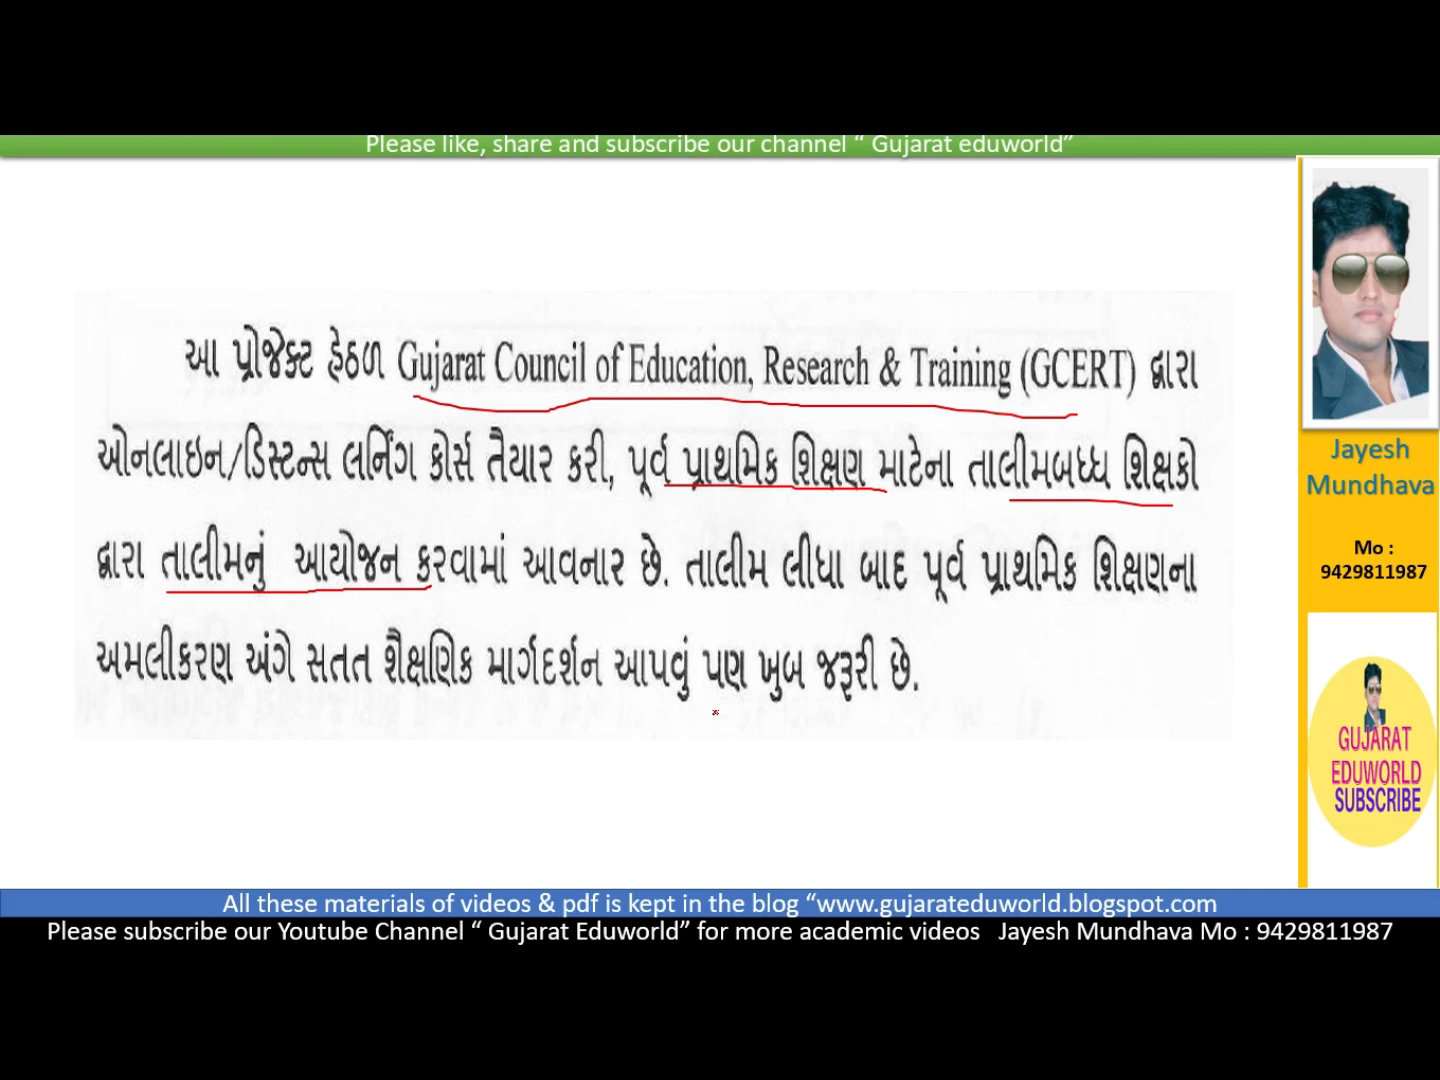 Please like, share and subscribe our channel “ Gujarat eduworld”
આ પ્રોજેક્ટ હેઠળ Gujarat Council of Education, Research & Training (GCERT) દ્વારા
ઓનલાઇન/ડિસ્ટન્સ લર્નિંગ કોર્સ તૈયાર કરી, પૂર્વ પ્રાથમિક શિક્ષણ માટેના તાલીમબધ્ધ શિક્ષકો
દ્વારા તાલીમનું આયોજન કરવામાં આવનાર છે. તાલીમ લીધા બાદ પૂર્વ પ્રાથમિક શિક્ષણના
અમલીકરણ અંગે સતત શૈક્ષણિક માર્ગદર્શન આપવું પણ ખુબ જરૂરી છે.
Jayesh
Mundhava
Mo :
9429811987
GUJARAT
EDUWORLD
SUBSCRIBE
All these materials of videos & pdf is kept in the blog “www.gujarateduworld.blogspot.com
Please subscribe our Youtube Channel “ Gujarat Eduworld” for more academic videos Jayesh Mundhava Mo : 9429811987